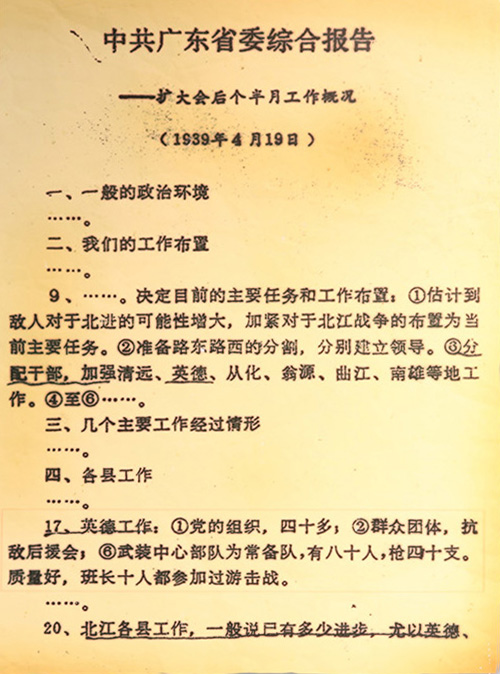 中共广东省委综合报告
——扩大会后个半月工作概况
(1939年4月19日)
一、一般的政治环境
……。
二、我们的工作布置
……。
9、……。决定目前的主要任务和工作布置：①估计到
敌人对于北进的可能性增大，加紧对于北江战争的布置为当
前主要任务。②准备路东路西的分割，分别建立领导。③分
配干部，加强清远、英德、从化、翁源、曲江、南雄等地工
作。④至⑥……。
三、几个主要工作经过情形
……。
四、各县工作
……。
17、英德工作：①党的组织，四十多；②群众团体，抗
敌后援会；⑥武装中心部队为常备队，有八十人，枪四十支。
质量好，班长十人都参加过游击战。
……。
20、北江各县工作，一般说已有多少进步，尤以英德、